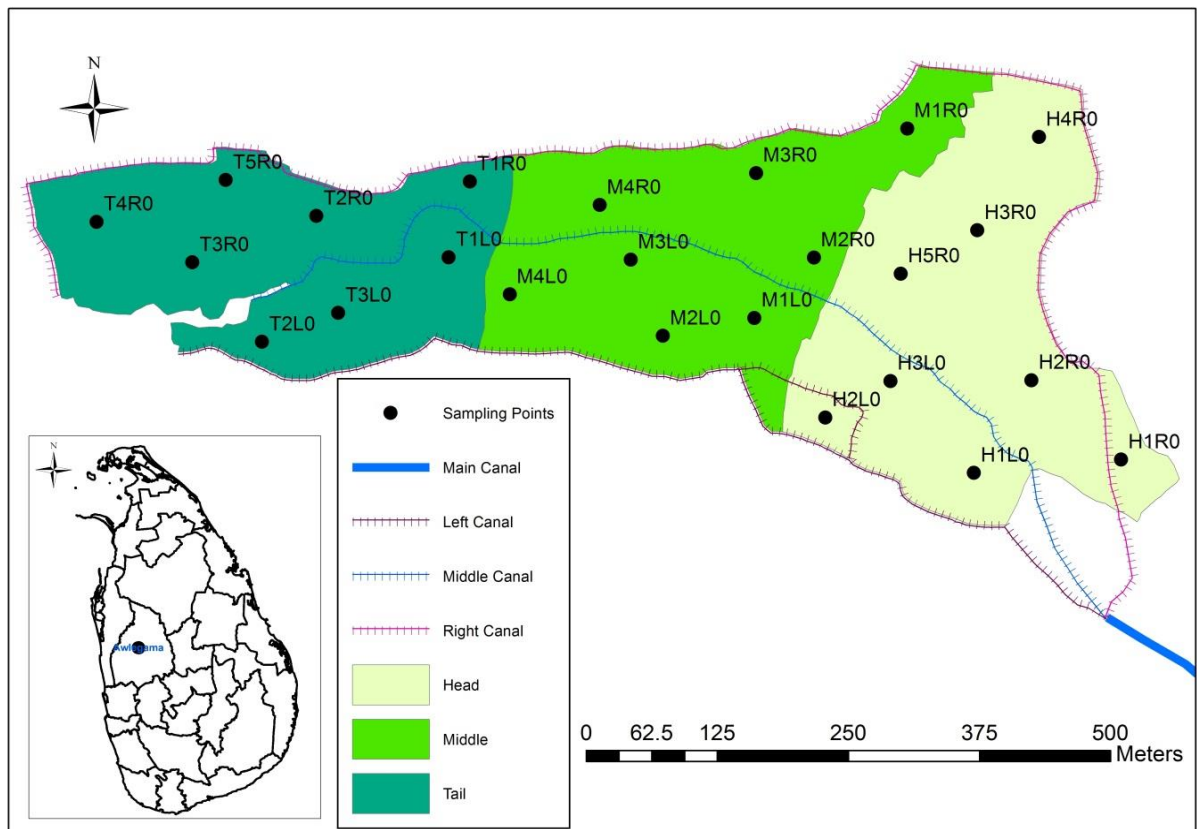 N
M1R0
H4R0
M3R0
T5R0
T1R0
M4R0
T2R0
T4R0
H3R0
T1L0
M3L0
M2R0
T3R0
H5R0
M4L0
T3L0
M1L0
M2L0
T2L0
H3L0
H2R0
H2L0
H1R0
H1L0
Sampling Points
Main Canal
Left Canal
Middle Canal
Right Canal
Head
Middle
Tail
N
Awlegama
0 62.5 125 250 375 500
Meters